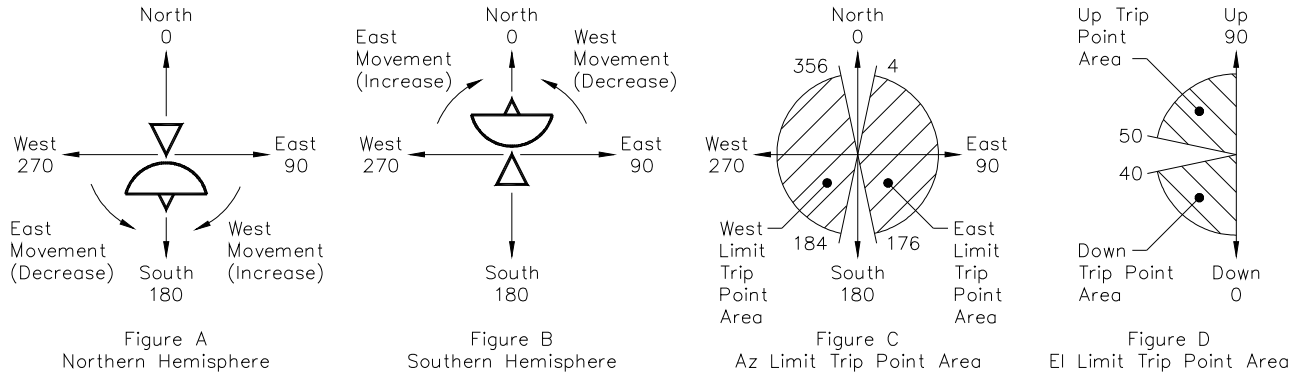 North
0
West
270
East
90
East
Movement
(Decrease)
West
Movement
(Increase)
South
180
Figure A
Northern Hemisphere
North
0
East
Movement
(Increase)
West
Movement
(Decrease)
West
270
East
90
South
180
Figure B
Southern Hemisphere
North
0
356
4
West
270
East
90
184
176
West
Limit
Trip
Point
Area
East
Limit
Trip
Point
Area
South
180
Figure C
Az Limit Trip Point Area
Up Trip
Point
Area
Up
90
50
40
Down
Trip Point
Area
Down
0
Figure D
El Limit Trip Point Area